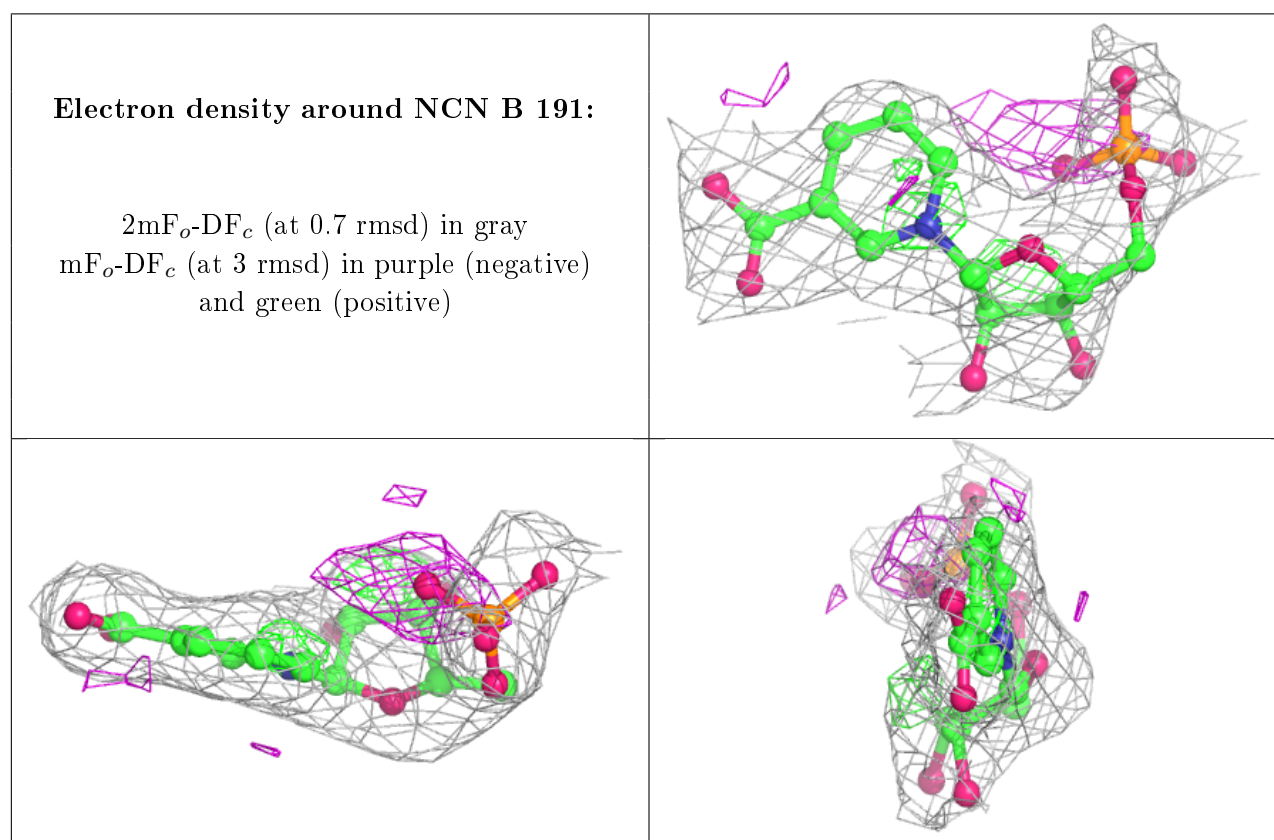 Electron density around NCN B 191:
2mFo-DFc (at 0.7 rmsd) in gray
mFo-DFc (at 3 rmsd) in purple (negative)
and green (positive)